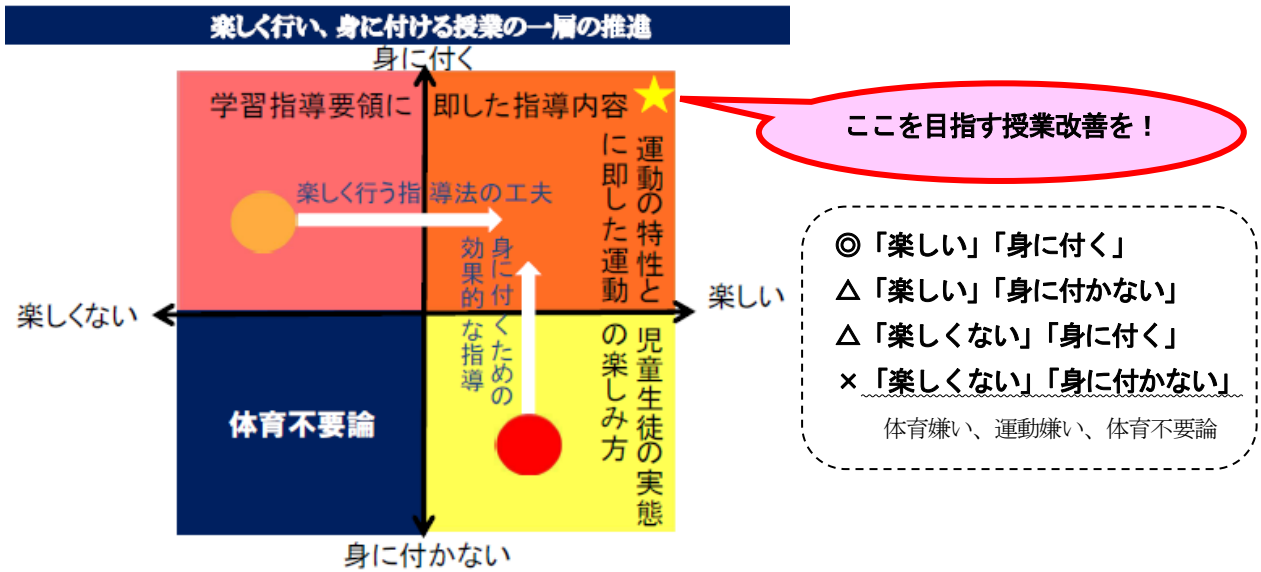 楽しく行い、身に付ける授業の一層の推進
身に付く
学習指導要領に即した指導内容
運動の特性と児童生徒の実態
に即した運動の楽しみ方
楽しく行う指導法の工夫
身に付くための
効果的な指導
楽しくない
楽しい
体育不要論
身に付かない
ここを目指す授業改善を！
◎「楽しい」「身に付く」
△「楽しい」「身に付かない」
△「楽しくない」「身に付く」
×「楽しくない」「身に付かない」
体育嫌い、運動嫌い、体育不要論